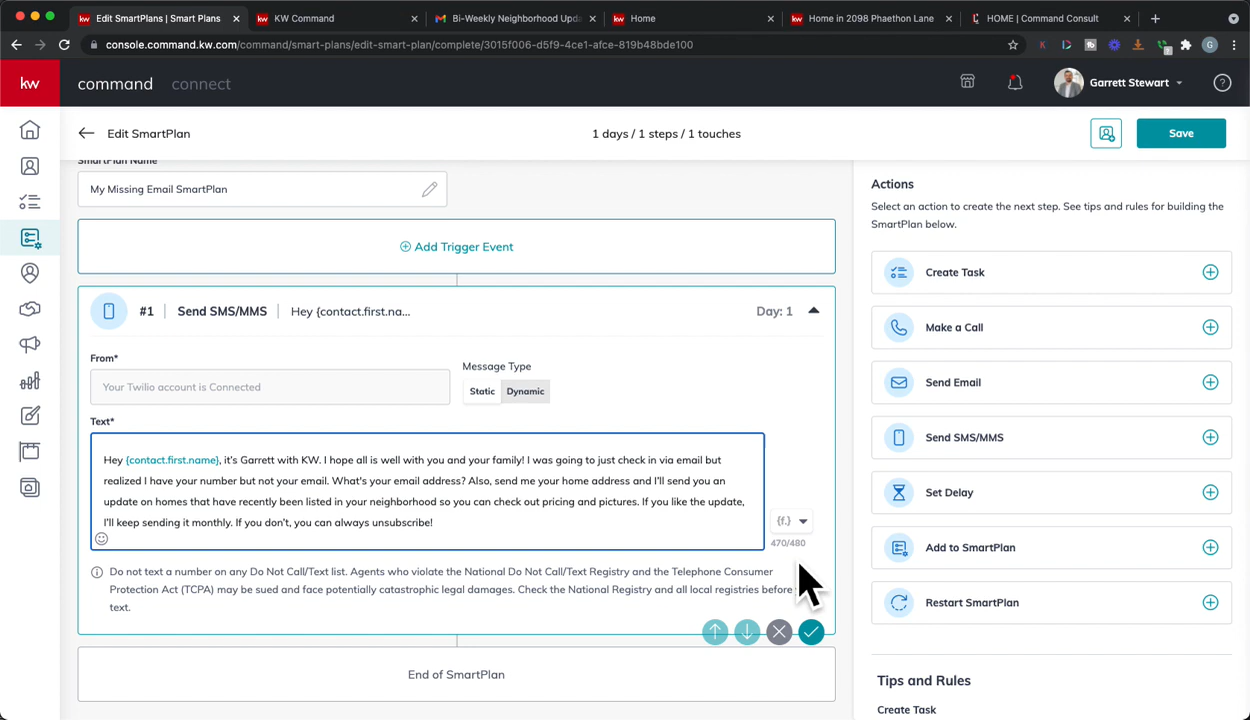 Edit SmartPlans | Smart Plans
KW Command
Bi-Weekly Neighborhood Upda
Home
Home in 2098 Phaethon Lane
HOME | Command Consult
console.command.kw.com/command/smart-plans/edit-smart-plan/complete/3015f006-d5f9-4ce1-afce-819b48bde100
K
G
kw
command
connect
Garrett Stewart
Edit SmartPlan
1 days / 1 steps / 1 touches
Save
SmartPlan Name
My Missing Email SmartPlan
Add Trigger Event
#1
Send SMS/MMS
Hey {contact.first.na...
Day: 1
From*
Your Twilio account is Connected
Message Type
Static
Dynamic
Text*
Hey {contact.first.name}, it's Garrett with KW. I hope all is well with you and your family! I was going to just check in via email but
realized I have your number but not your email. What's your email address? Also, send me your home address and I'll send you an
update on homes that have recently been listed in your neighborhood so you can check out pricing and pictures. If you like the update,
I'll keep sending it monthly. If you don't, you can always unsubscribe!
{f.}
470/480
Do not text a number on any Do Not Call/Text list. Agents who violate the National Do Not Call/Text Registry and the Telephone Consumer
Protection Act (TCPA) may be sued and face potentially catastrophic legal damages. Check the National Registry and all local registries before
text.
End of SmartPlan
Actions
Select an action to create the next step. See tips and rules for building the
SmartPlan below.
Create Task
Make a Call
Send Email
Send SMS/MMS
Set Delay
Add to SmartPlan
Restart SmartPlan
Tips and Rules
Create Task